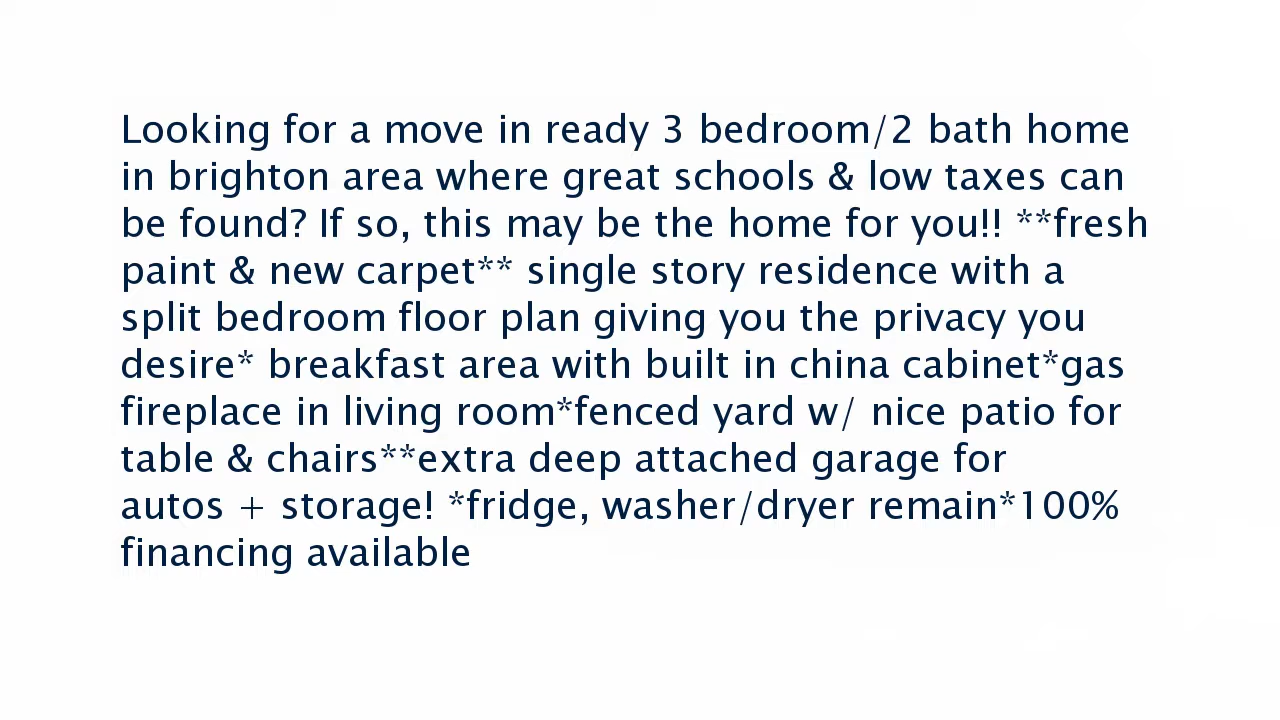 Looking for a move in ready 3 bedroom/2 bath home
in brighton area where great schools & low taxes can
be found? If so, this may be the home for you!! **fresh
paint & new carpet** single story residence with a
split bedroom floor plan giving you the privacy you
desire* breakfast area with built in china cabinet*gas
fireplace in living room*fenced yard w/ nice patio for
table & chairs**extra deep attached garage for
autos + storage! *fridge, washer/dryer remain*100%
financing available